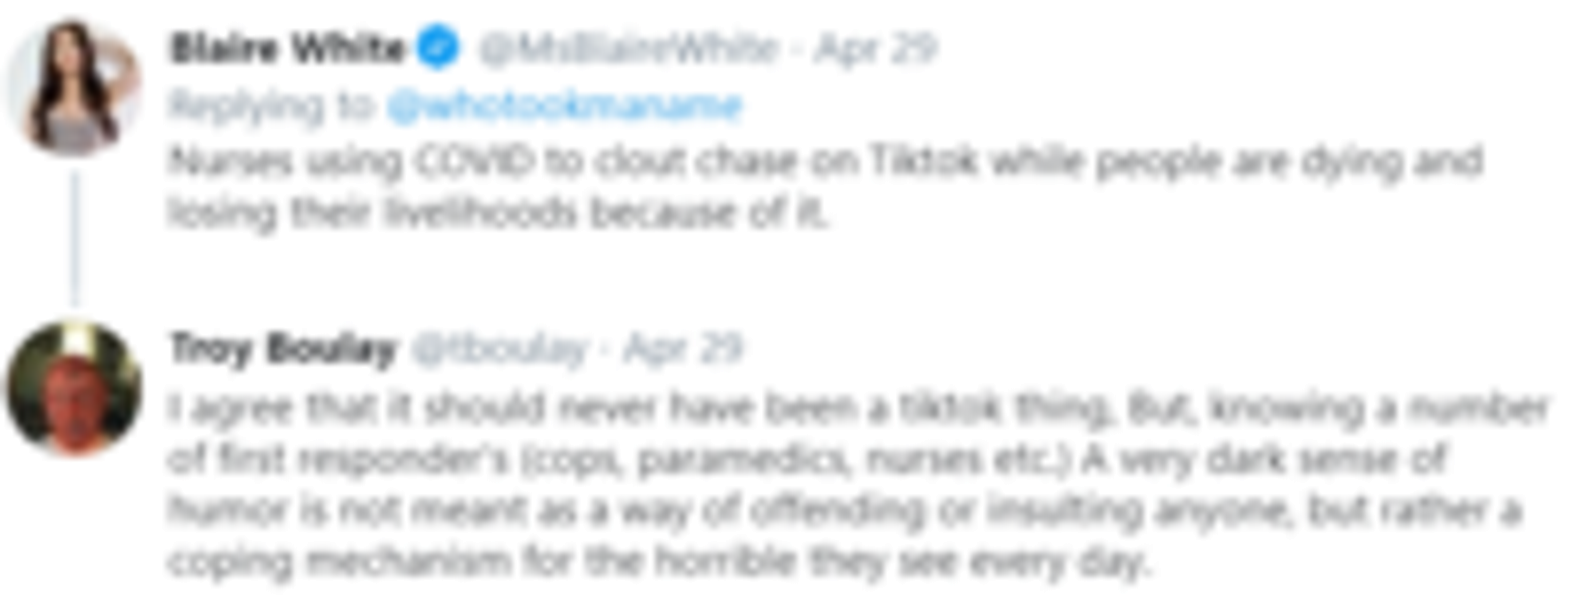 Blaire White @MsBlaireWhite · Apr 29
Replying to @whotookmaname
Nurses using COVID to clout chase on Tiktok while people are dying and
losing their livelihoods because of it.
Troy Boulay @tboulay · Apr 29
I agree that it should never have been a tiktok thing, But, knowing a number
of first responder's (cops, paramedics, nurses etc.) A very dark sense of
humor is not meant as a way of offending or insulting anyone, but rather a
coping mechanism for the horrible they see every day.